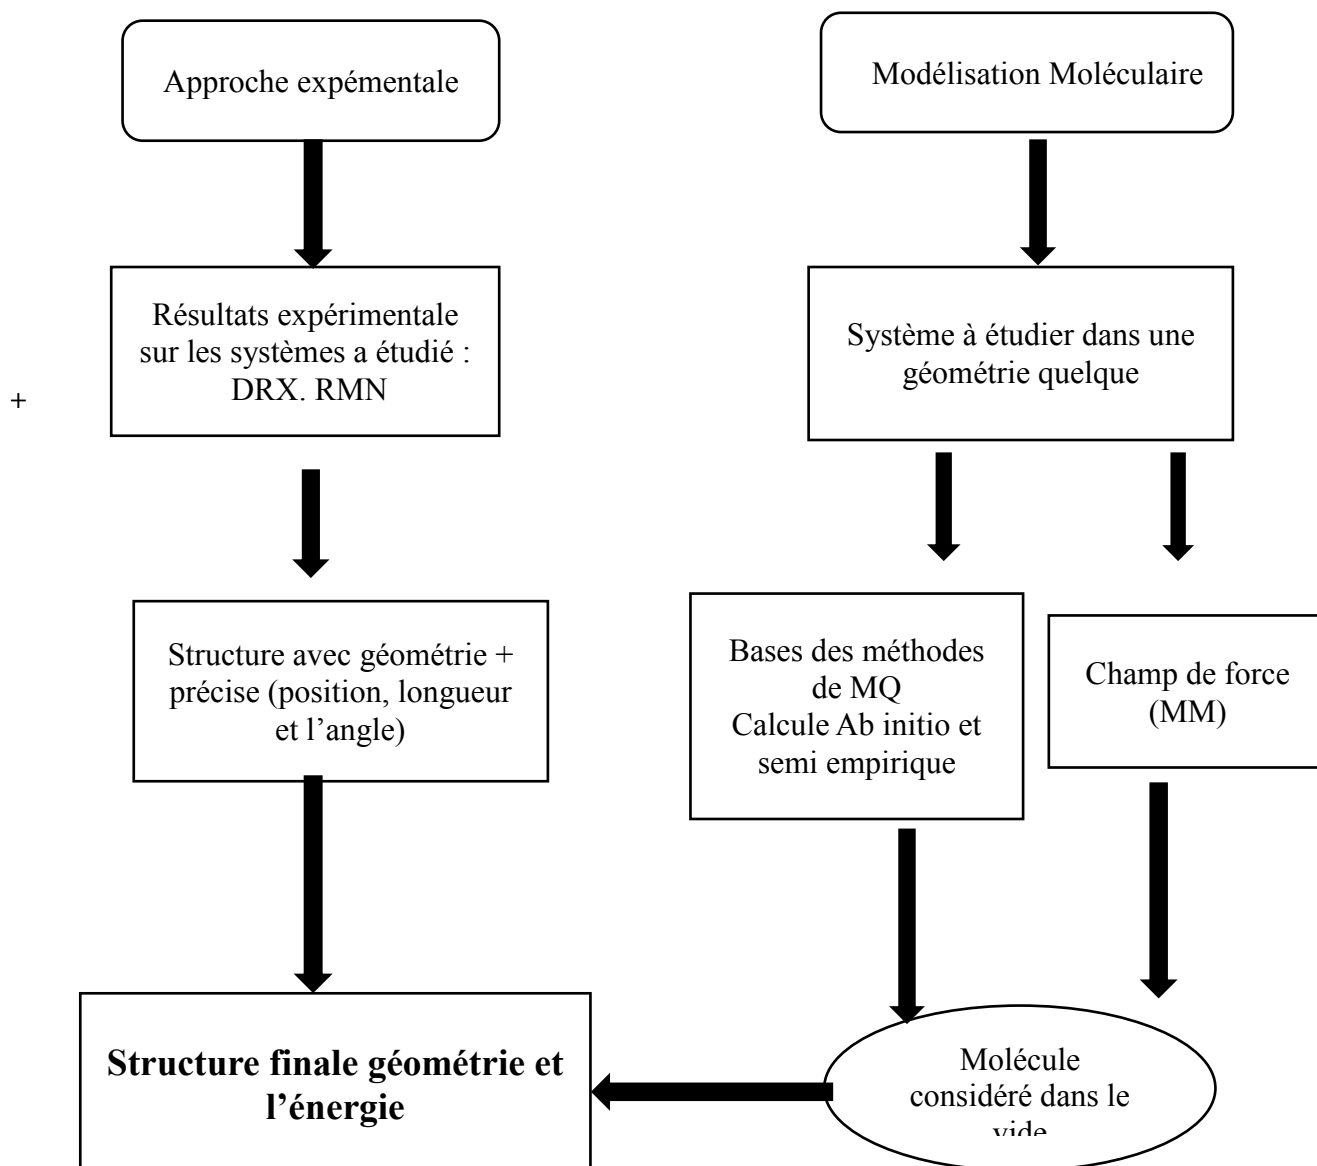 Approche expémentale
Modélisation Moléculaire
Résultats expérimentale
sur les systèmes a étudié :
DRX. RMN
Système à étudier dans une
géométrie quelque
+
Structure avec géométrie +
précise (position, longueur
et l’angle)
Bases des méthodes
de MQ
Calcule Ab initio et
semi empirique
Champ de force
(MM)
Structure finale géométrie et
l’énergie
Molécule
considéré dans le
vide